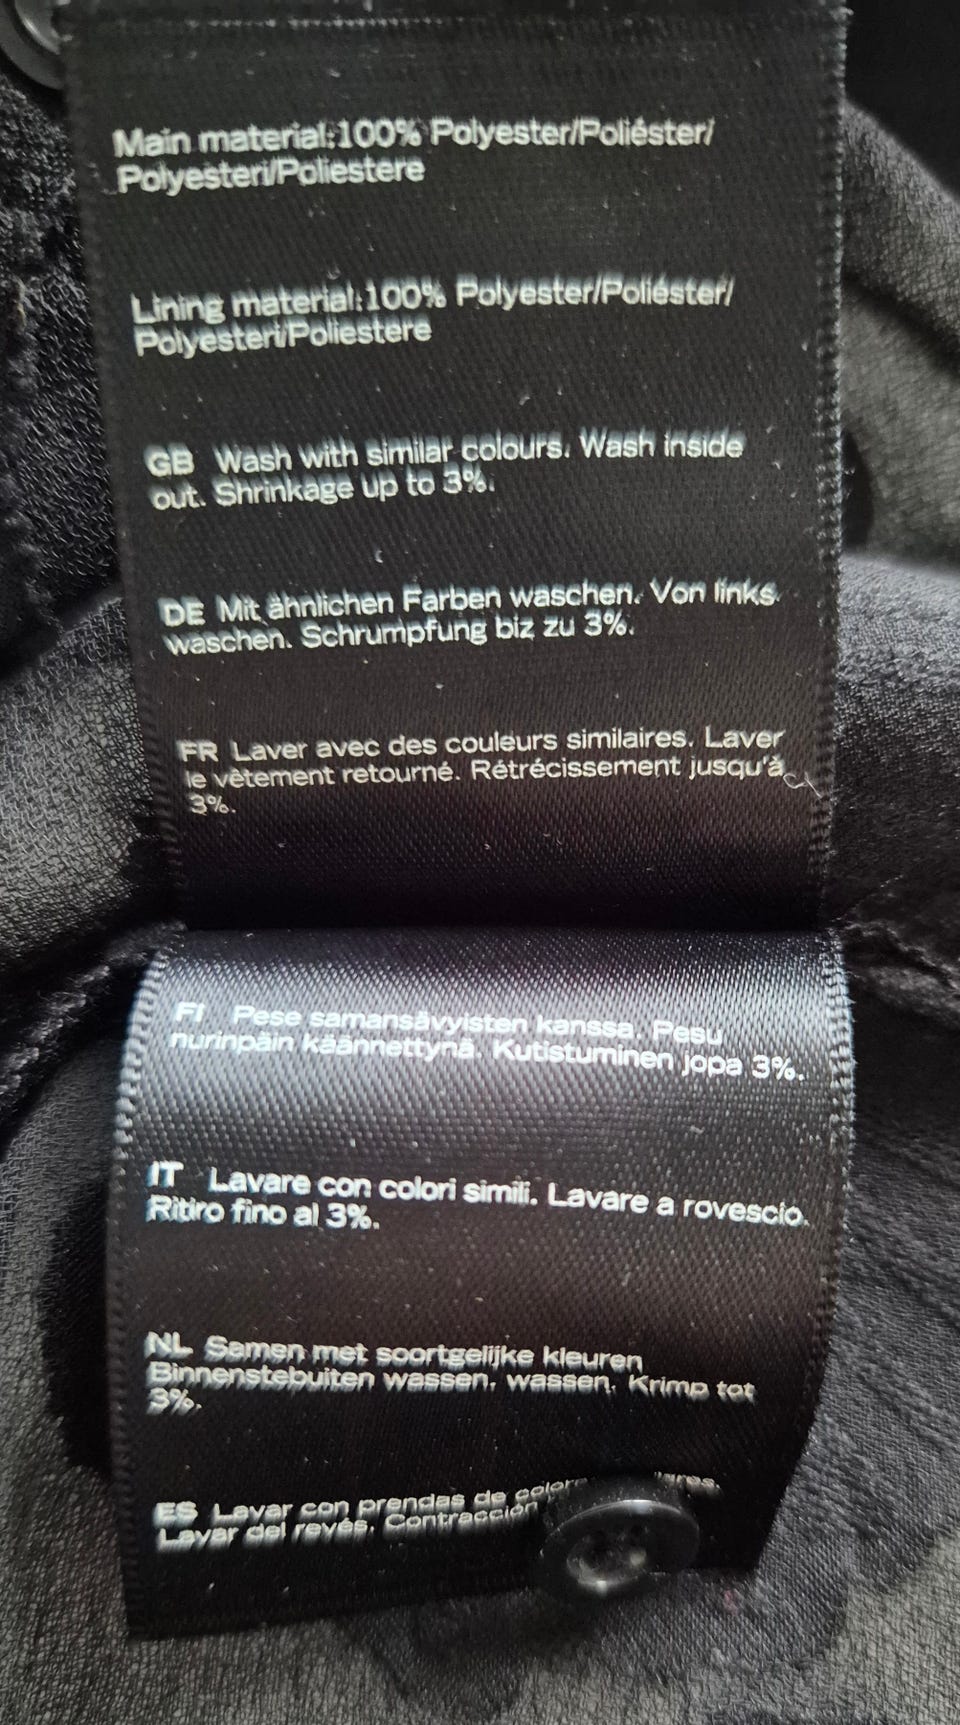 Main material:100% Polyester/Poliéster/
Polyesteri/Poliestere
Lining material:100% Polyester/Poliéster/
Polyesteri/Poliestere
GB Wash with similar colours. Wash inside
out. Shrinkage up to 3%.
DE Mit ähnlichen Farben waschen. Von links
waschen. Schrumpfung biz zu 3%.
FR Laver avec des couleurs similaires. Laver
le vêtement retourné. Rétrécissement jusqu'à
3%.
FI Pese samansävyisten kanssa. Pesu
nurinpäin käännettynä. Kutistuminen jopa 3%.
IT Lavare con colori simili. Lavare a rovescio.
Ritiro fino al 3%.
NL Samen met soortgelijke kleuren
Binnenstebuiten wassen. wassen. Krimp tot
3%.
ES Lavar con prendas de
Lavar del revés. Contracción